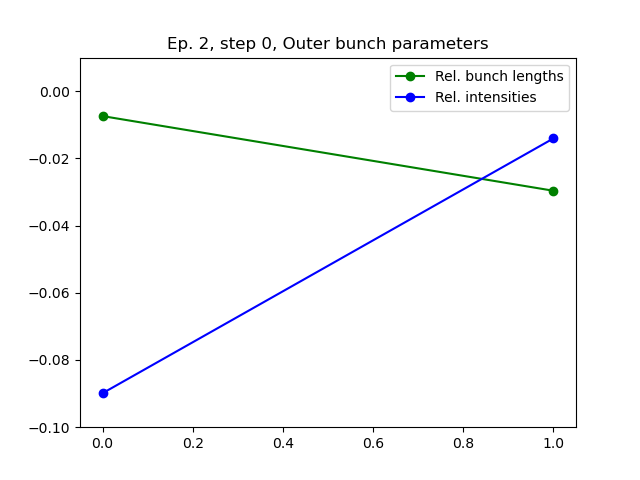 Ep. 2, step 0, Outer bunch parameters
Rel. bunch lengths
Rel. intensities
0.00
−0.02
−0.04
−0.06
−0.08
−0.10
0.0 0.2 0.4 0.6 0.8 1.0